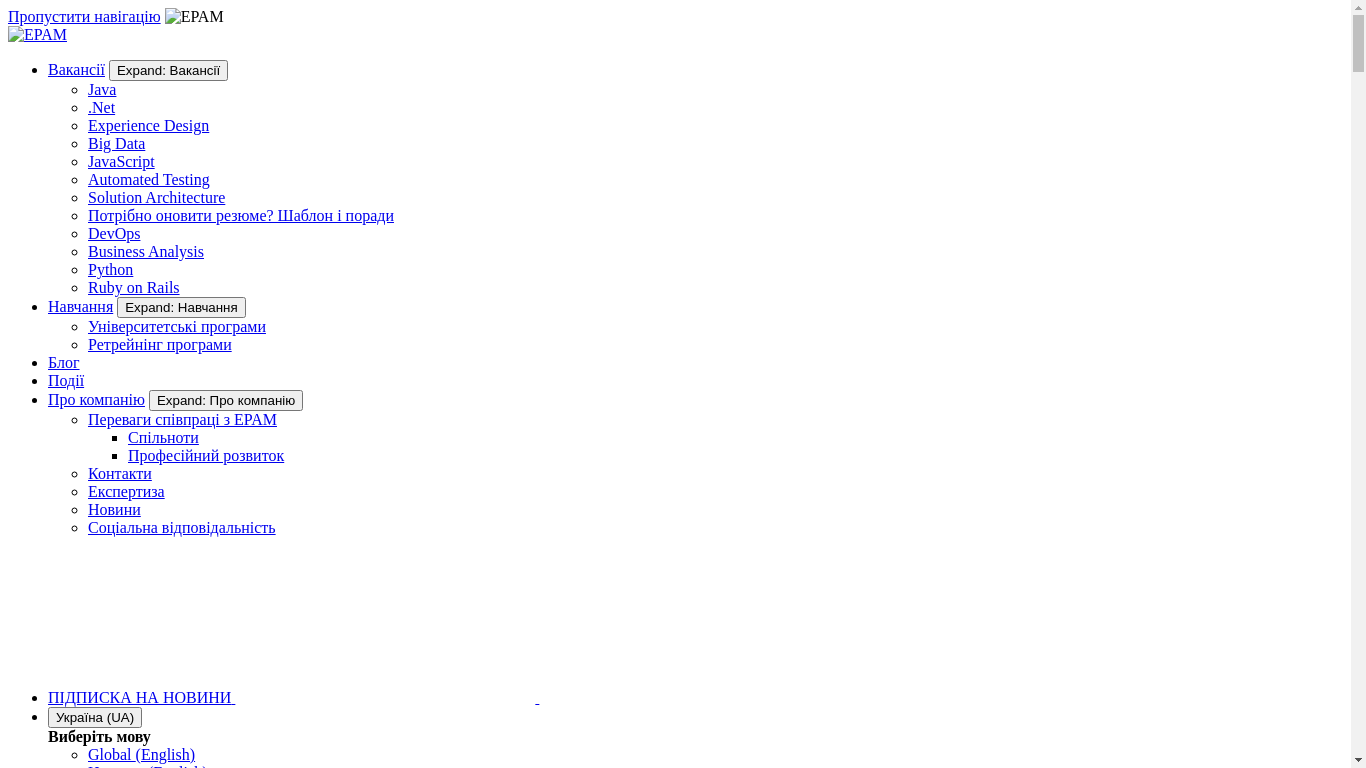 Пропустити навігацію EPAM
EPAM
Вакансії Expand: Вакансії
Java
.Net
Experience Design
Big Data
JavaScript
Automated Testing
Solution Architecture
Потрібно оновити резюме? Шаблон і поради
DevOps
Business Analysis
Python
Ruby on Rails
Навчання Expand: Навчання
Університетські програми
Ретрейнінг програми
Блог
Події
Про компанію Expand: Про компанію
Переваги співпраці з EPAM
Спільноти
Професійний розвиток
Контакти
Експертиза
Новини
Соціальна відповідальність
ПІДПИСКА НА НОВИНИ
Україна (UA)
Виберіть мову
Global (English)